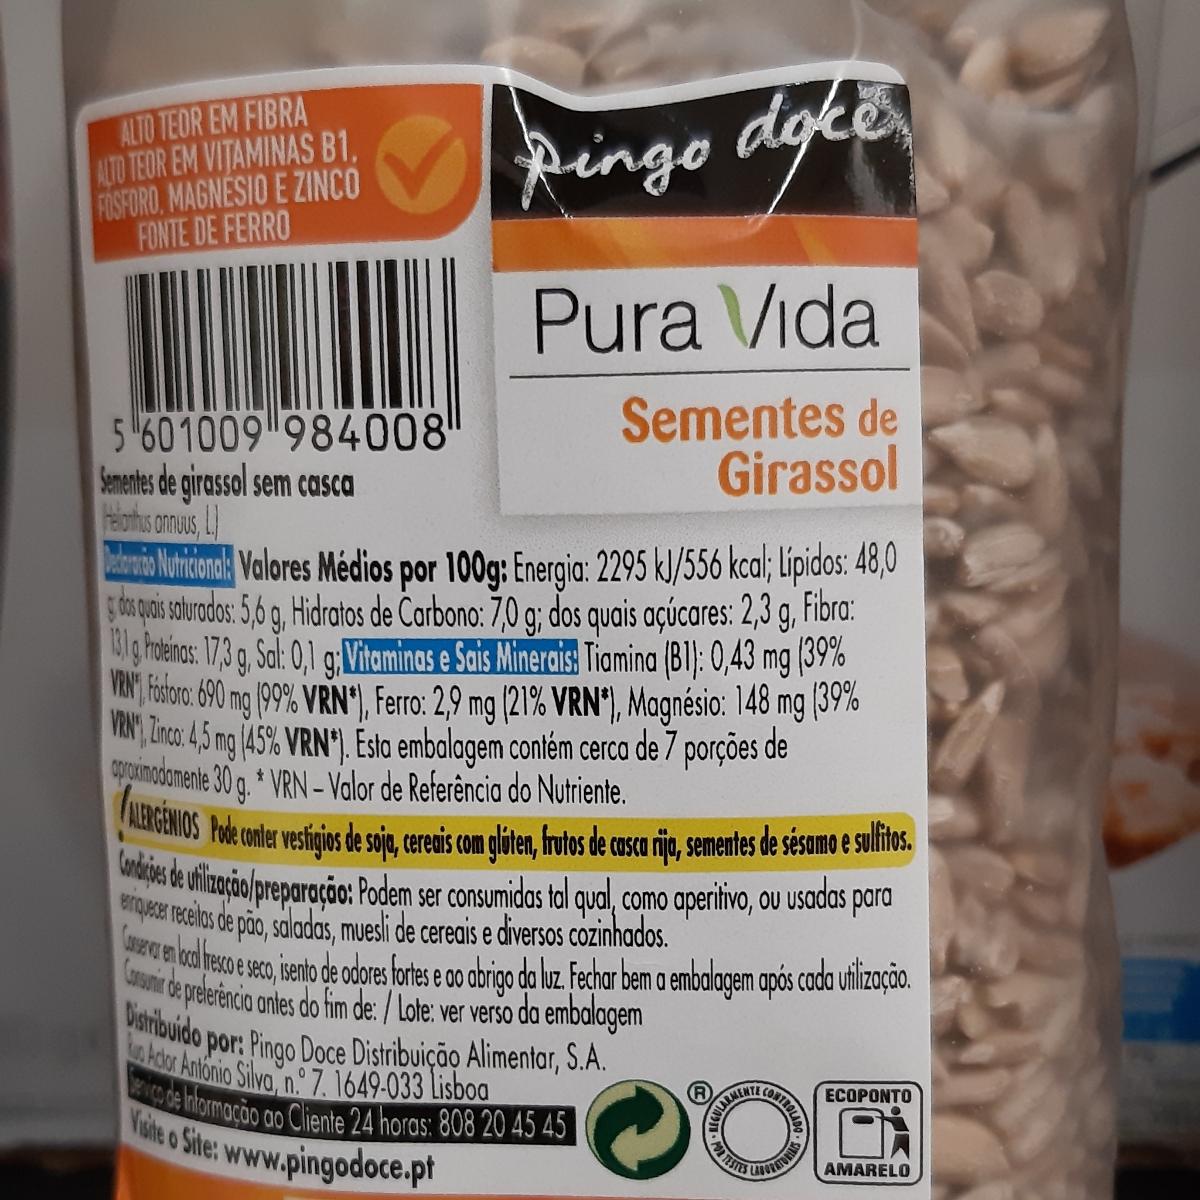 ALTO TEOR EM FIBRA
ALTO TEOR EM VITAMINAS B1,
FÓSFORO, MAGNÉSIO E ZINCO
FONTE DE FERRO
pingo doce
Pura Vida
Sementes de
Girassol
5 601009 984008
Sementes de girassol sem casca
(Helianthus annuus, L.)
Declaração Nutricional: Valores Médios por 100g: Energia: 2295 kJ/556 kcal; Lípidos: 48,0
g; dos quais saturados: 5,6 g, Hidratos de Carbono: 7,0 g; dos quais açúcares: 2,3 g, Fibra:
13,1 g, Proteínas: 17,3 g, Sal: 0,1 g; Vitaminas e Sais Minerais: Tiamina (B1): 0,43 mg (39%
VRN*), Fósforo: 690 mg (99% VRN*), Ferro: 2,9 mg (21% VRN*), Magnésio: 148 mg (39%
VRN*), Zinco: 4,5 mg (45% VRN*). Esta embalagem contém cerca de 7 porções de
aproximadamente 30 g. * VRN – Valor de Referência do Nutriente.
! ALERGÉNIOS Pode conter vestígios de soja, cereais com glúten, frutos de casca rija, sementes de sésamo e sulfitos.
Condições de utilização/preparação: Podem ser consumidas tal qual, como aperitivo, ou usadas para
enriquecer receitas de pão, saladas, muesli de cereais e diversos cozinhados.
Conservar em local fresco e seco, isento de odores fortes e ao abrigo da luz. Fechar bem a embalagem após cada utilização.
Consumir de preferência antes do fim de: / Lote: ver verso da embalagem
Distribuído por: Pingo Doce Distribuição Alimentar, S.A.
Rua Actor António Silva, n.º 7. 1649-033 Lisboa
Serviço de Informação ao Cliente 24 horas: 808 20 45 45
Visite o Site: www.pingodoce.pt
®
REGULARMENTE CONTROLADO
POR TESTES LABORATORIAIS
ECOPONTO
AMARELO